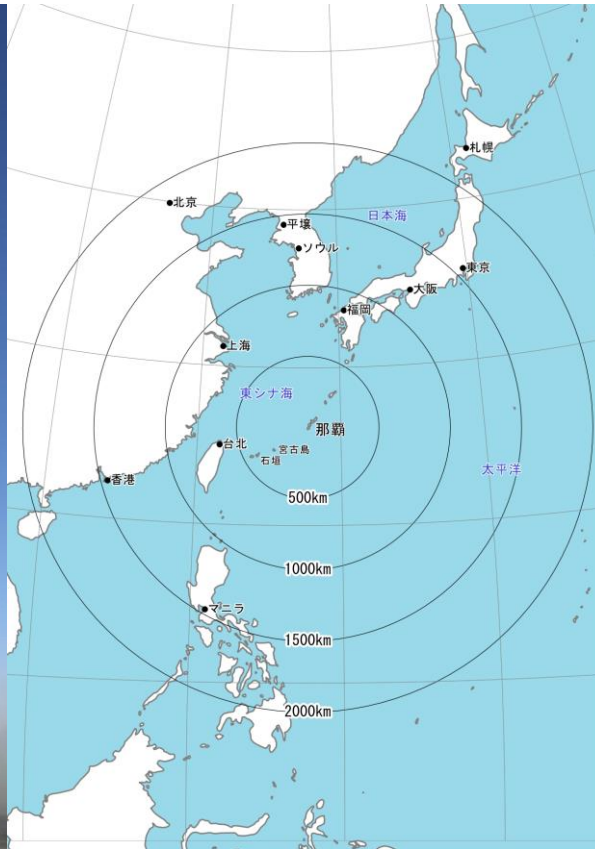 札幌
北京
日本海
平壌
ソウル
東京
大阪
福岡
上海
東シナ海
那覇
台北
宮古島
石垣
太平洋
香港
500km
1000km
マニラ
1500km
2000km